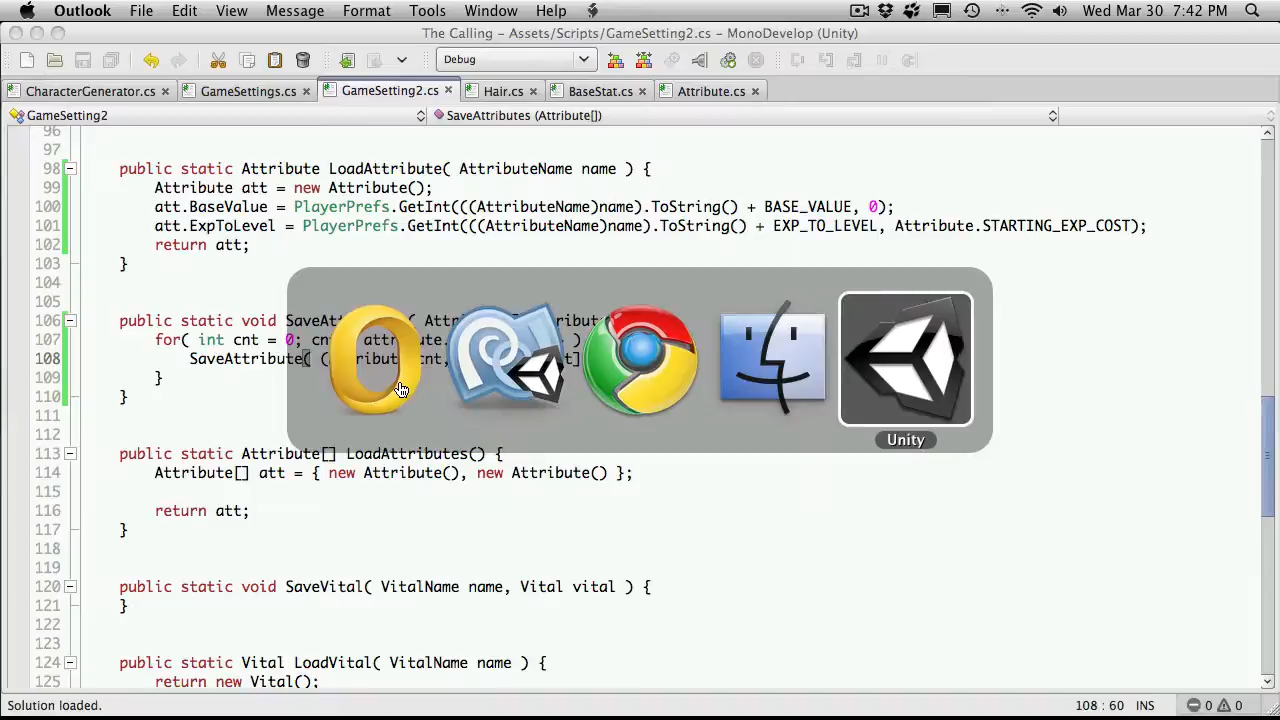 Outlook File Edit View Message Format Tools Window Help Wed Mar 30 7:42 PM
The Calling - Assets/Scripts/GameSetting2.cs - MonoDevelop (Unity)
Debug
CharacterGenerator.cs GameSettings.cs GameSetting2.cs Hair.cs BaseStat.cs Attribute.cs
GameSetting2 SaveAttributes (Attribute[])
96
97
98 public static Attribute LoadAttribute( AttributeName name ) {
99 Attribute att = new Attribute();
100 att.BaseValue = PlayerPrefs.GetInt(((AttributeName)name).ToString() + BASE_VALUE, 0);
101 att.ExpToLevel = PlayerPrefs.GetInt(((AttributeName)name).ToString() + EXP_TO_LEVEL, Attribute.STARTING_EXP_COST);
102 return att;
103 }
104
105
106 public static void
107 for( int cnt = 0;
108 SaveAttribute(
109 }
110 }
111
112
113 public static Attribute[] LoadAttributes() {
114 Attribute[] att = { new Attribute(), new Attribute() };
115
116 return att;
117 }
118
119
120 public static void SaveVital( VitalName name, Vital vital ) {
121 }
122
123
124 public static Vital LoadVital( VitalName name ) {
125 return new Vital();
Unity
Solution loaded. 108 : 60 INS 0 0